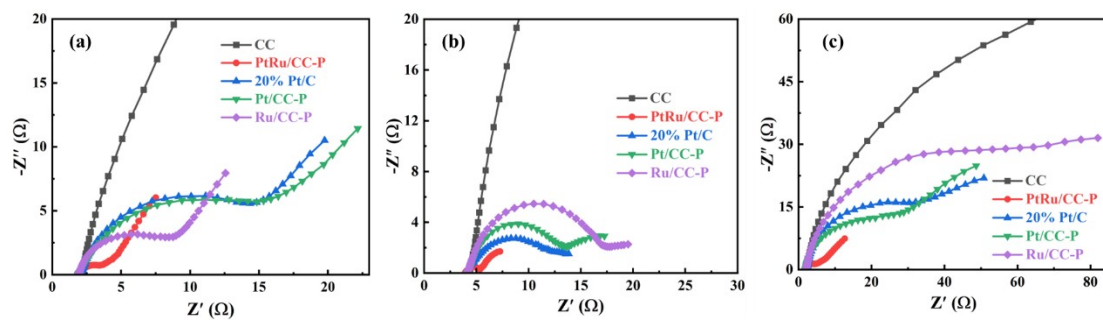 (a)
CC
PtRu/CC-P
20% Pt/C
Pt/CC-P
Ru/CC-P
-Z″ (Ω)
20
15
10
5
0
0 5 10 15 20
Z′ (Ω)
(b)
CC
PtRu/CC-P
20% Pt/C
Pt/CC-P
Ru/CC-P
-Z″ (Ω)
20
16
12
8
4
0
0 5 10 15 20 25 30
Z′ (Ω)
(c)
CC
PtRu/CC-P
20% Pt/C
Pt/CC-P
Ru/CC-P
-Z″ (Ω)
60
45
30
15
0
0 20 40 60 80
Z′ (Ω)